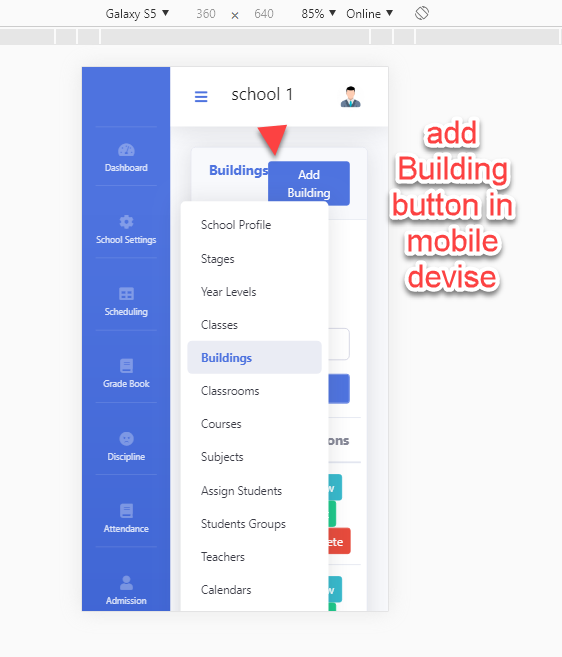 Galaxy S5 ▼ 360 × 640 85% ▼ Online ▼
school 1
Buildings
Add
Building
add
Building
button in
mobile
devise
Dashboard
School Settings
Scheduling
Grade Book
Discipline
Attendance
Admission
School Profile
Stages
Year Levels
Classes
Buildings
Classrooms
Courses
Subjects
Assign Students
Students Groups
Teachers
Calendars
ons
w
ete
w